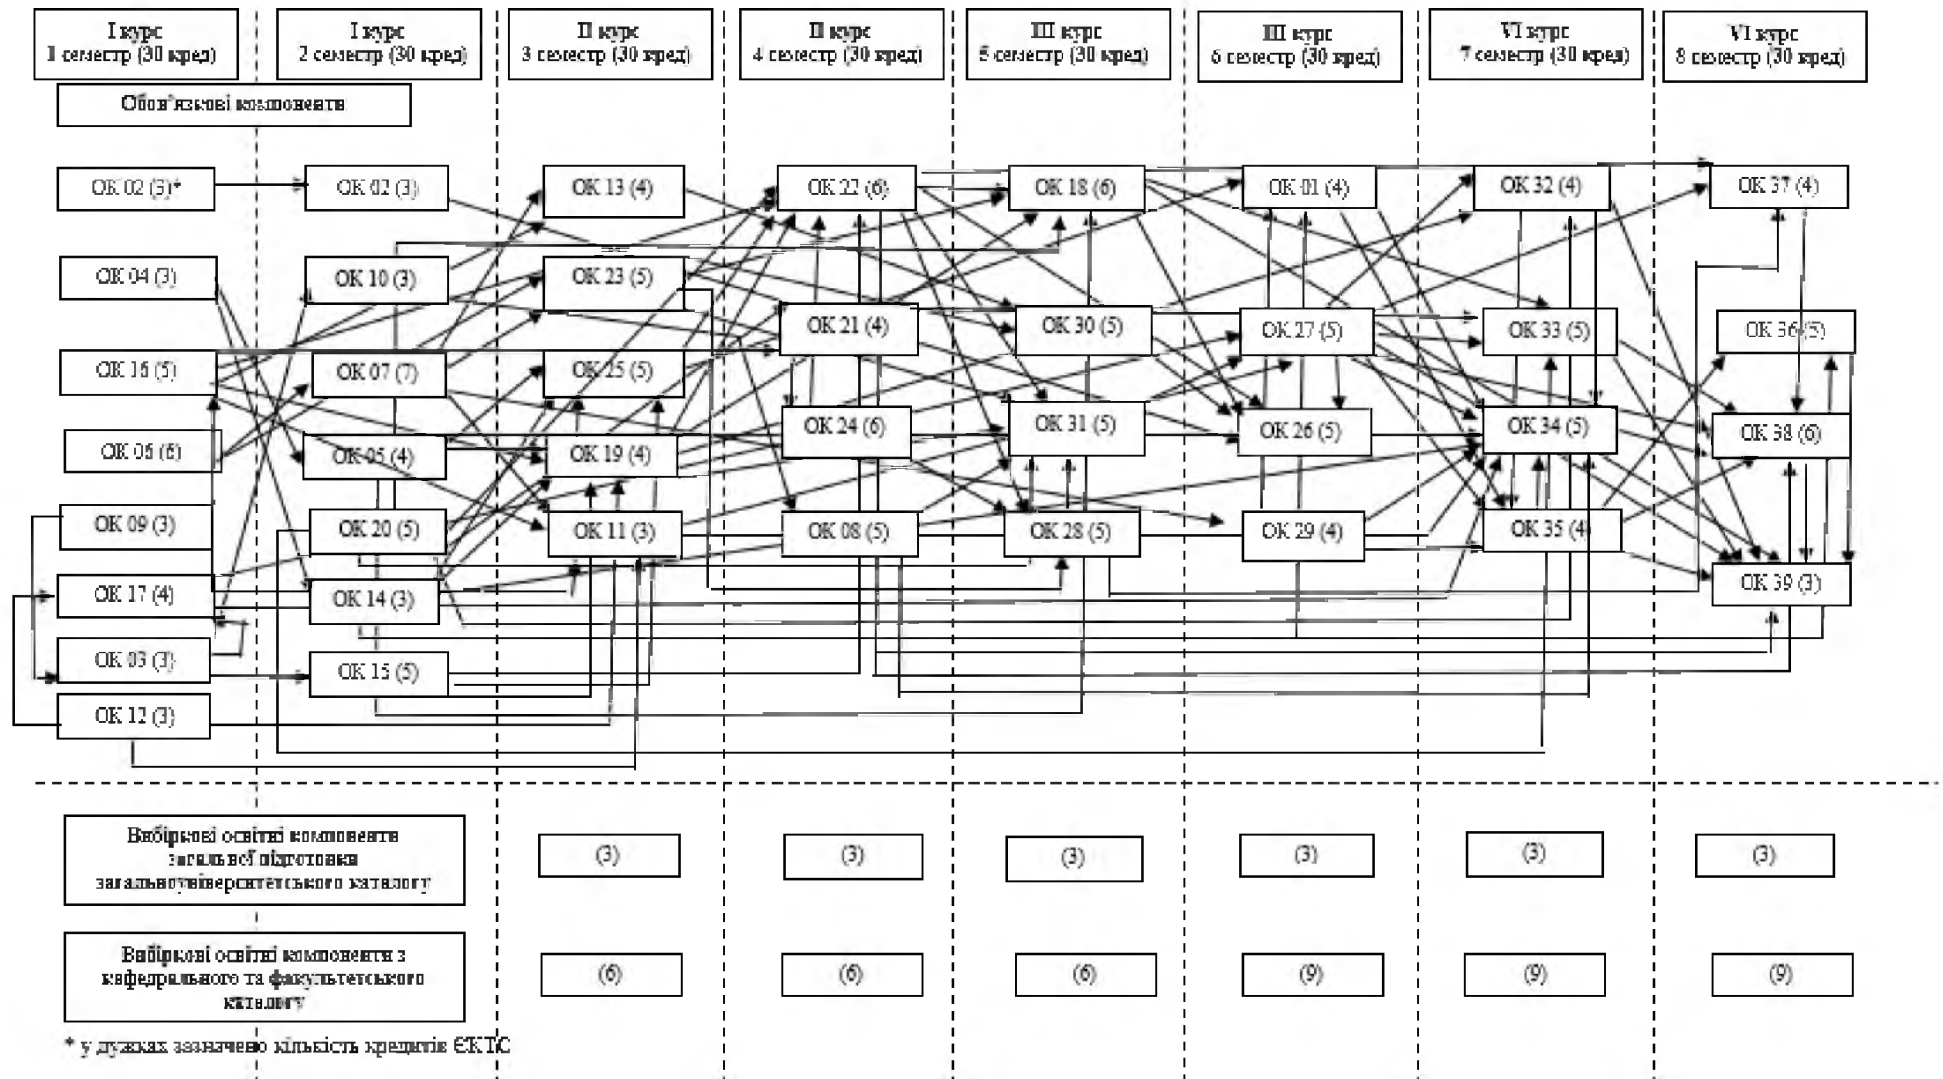 І курс
1 семестр (30 кред)
І курс
2 семестр (30 кред)
ІІ курс
3 семестр (30 кред)
ІІ курс
4 семестр (30 кред)
ІІІ курс
5 семестр (30 кред)
ІІІ курс
6 семестр (30 кред)
VI курс
7 семестр (30 кред)
VI курс
8 семестр (30 кред)
Обов'язкові компоненти
ОК 02 (3)*
ОК 02 (3)
ОК 13 (4)
ОК 22 (6)
ОК 18 (6)
ОК 01 (4)
ОК 32 (4)
ОК 37 (4)
ОК 04 (3)
ОК 10 (3)
ОК 23 (5)
ОК 21 (4)
ОК 30 (5)
ОК 27 (5)
ОК 33 (5)
ОК 36 (5)
ОК 16 (5)
ОК 07 (7)
ОК 25 (5)
ОК 24 (6)
ОК 31 (5)
ОК 26 (5)
ОК 34 (5)
ОК 38 (6)
ОК 06 (6)
ОК 05 (4)
ОК 19 (4)
ОК 09 (3)
ОК 20 (5)
ОК 11 (3)
ОК 08 (5)
ОК 28 (5)
ОК 29 (4)
ОК 35 (4)
ОК 39 (3)
ОК 17 (4)
ОК 14 (3)
ОК 03 (3)
ОК 15 (5)
ОК 12 (3)
Вибіркові освітні компоненти
загальної підготовки
загальноуніверситетського каталогу
(3)
(3)
(3)
(3)
(3)
(3)
Вибіркові освітні компоненти з
кафедрального та факультетського
каталогу
(6)
(6)
(6)
(9)
(9)
(9)
* у дужках зазначено кількість кредитів ЄКТС